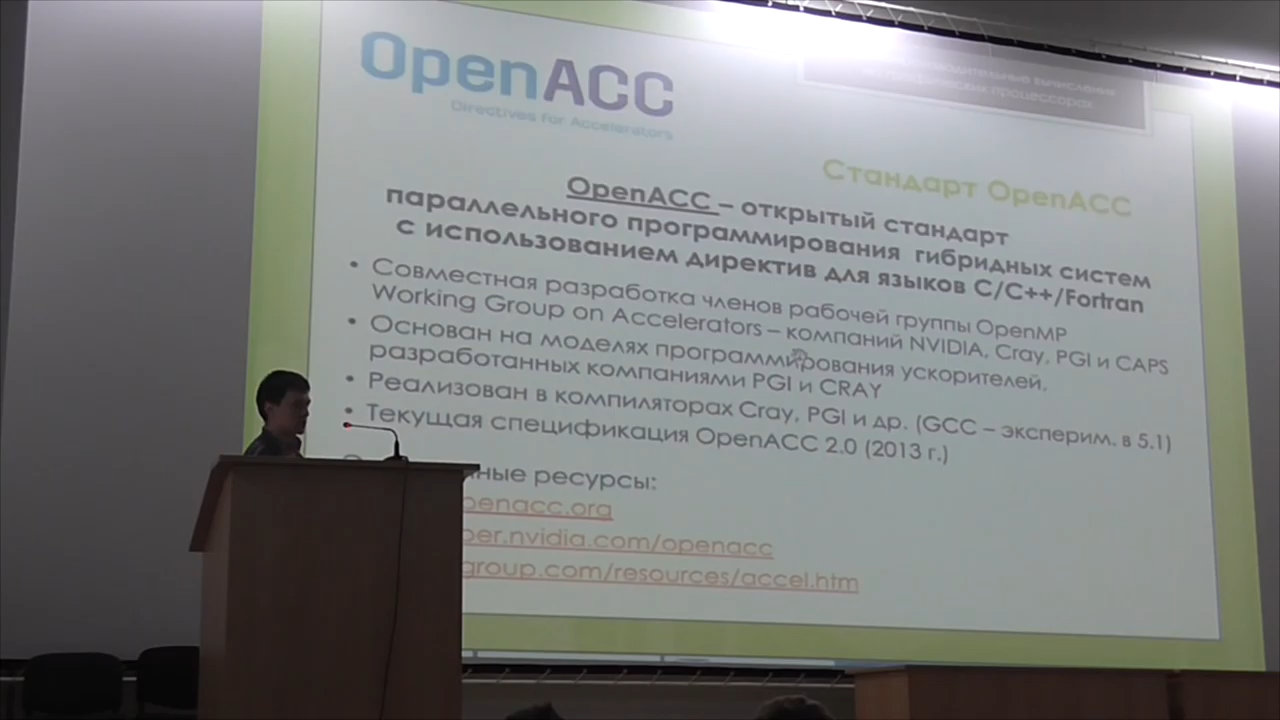 OpenACC
Directives for Accelerators
Стандарт OpenACC
OpenACC – открытый стандарт
параллельного программирования гибридных систем
с использованием директив для языков C/C++/Fortran
• Совместная разработка членов рабочей группы OpenMP
Working Group on Accelerators – компаний NVIDIA, Cray, PGI и CAPS
• Основан на моделях программирования ускорителей,
разработанных компаниями PGI и CRAY
• Реализован в компиляторах Cray, PGI и др. (GCC – эксперим. в 5.1)
• Текущая спецификация OpenACC 2.0 (2013 г.)
ресурсы:
penacc.org
per.nvidia.com/openacc
group.com/resources/accel.htm